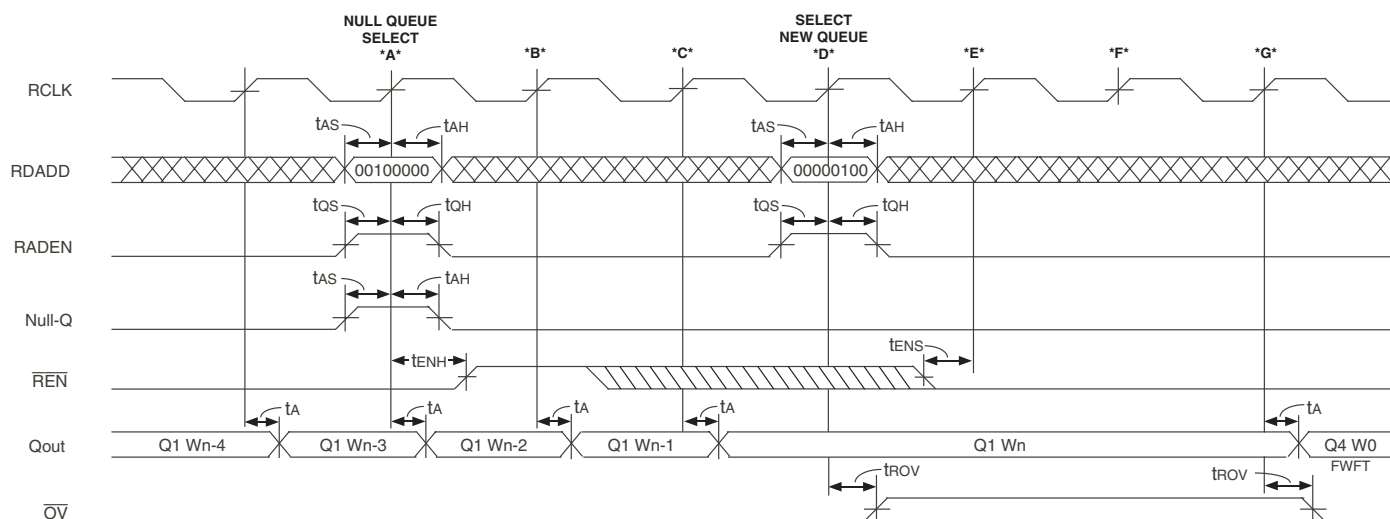 NULL QUEUE
SELECT
*A*
*B*
*C*
SELECT
NEW QUEUE
*D*
*E*
*F*
*G*
RCLK
tAS
tAH
tAS
tAH
RDADD
00100000
00000100
tQS
tQH
tQS
tQH
RADEN
tAS
tAH
Null-Q
tENH
tENS
REN
tA
tA
tA
tA
tA
Qout
Q1 Wn-4
Q1 Wn-3
Q1 Wn-2
Q1 Wn-1
Q1 Wn
Q4 W0
FWFT
tROV
tROV
OV